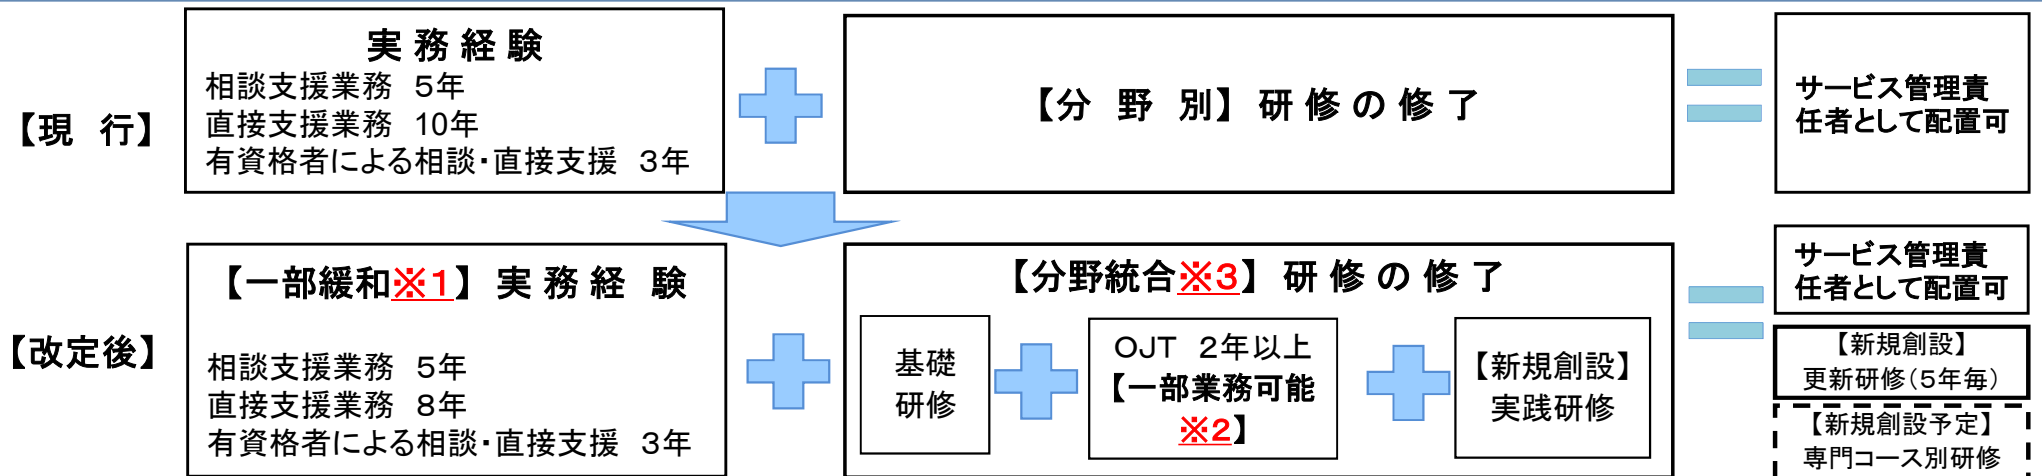 【現　行】
実 務 経 験
相談支援業務　5年
直接支援業務　10年
有資格者による相談・直接支援　3年
【分　野　別】 研 修 の 修 了
サービス管理責
任者として配置可
【改定後】
【一部緩和※1】 実 務 経　験
相談支援業務　5年
直接支援業務　8年
有資格者による相談・直接支援　3年
【分野統合※3】 研 修 の 修 了
基礎
研修
OJT　2年以上
【一部業務可能
※2】
【新規創設】
実践研修
サービス管理責
任者として配置可
【新規創設】
更新研修（5年毎）
【新規創設予定】
専門コース別研修